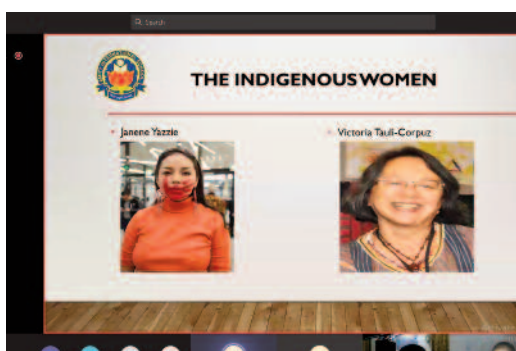 Search
THE INDIGENOUS WOMEN
Janene Yazzie
Victoria Tauli-Corpuz